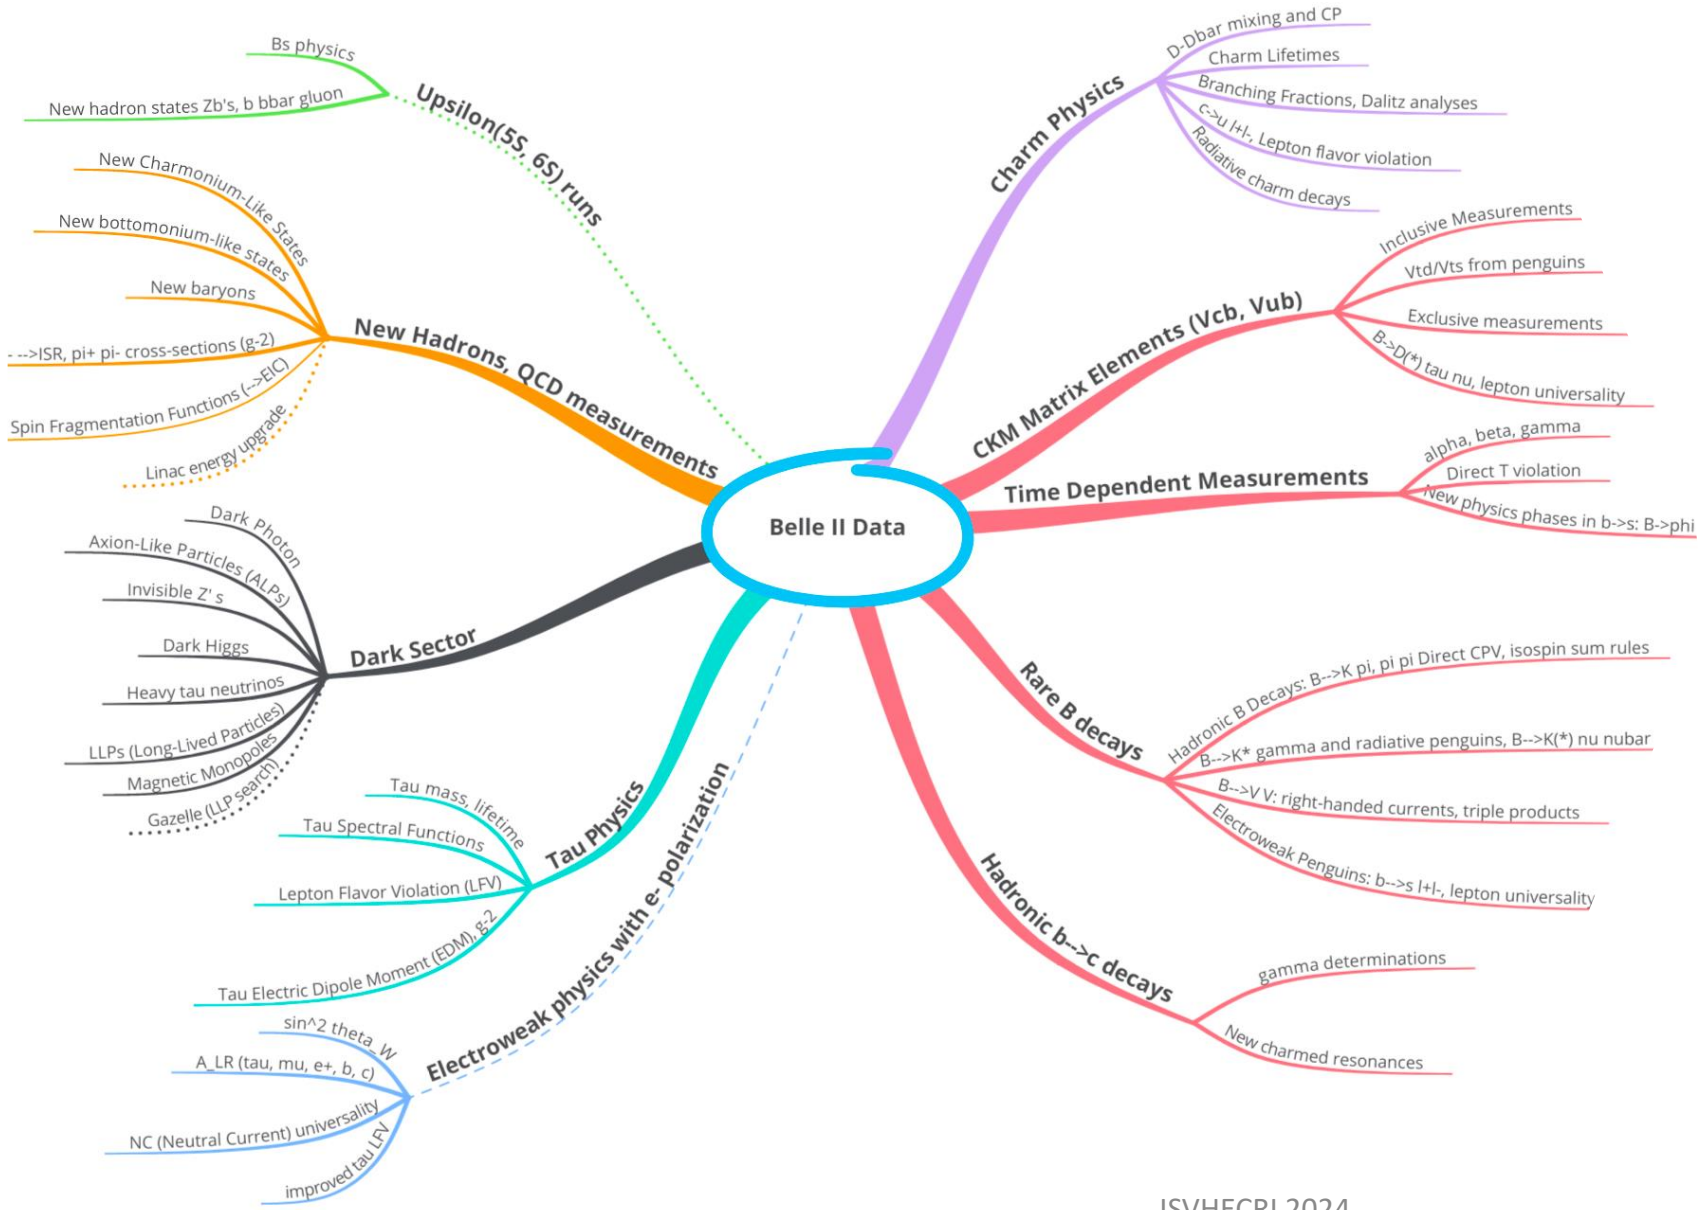 Belle II Data
Upsilon(5S, 6S) runs
Bs physics
New hadron states Zb's, b bbar gluon
New Hadrons, QCD measurements
New Charmonium-Like States
New bottomonium-like states
New baryons
- -->ISR, pi+ pi- cross-sections (g-2)
Spin Fragmentation Functions (-->EIC)
Linac energy upgrade
Dark Sector
Dark Photon
Axion-Like Particles (ALPs)
Invisible Z' s
Dark Higgs
Heavy tau neutrinos
LLPs (Long-Lived Particles)
Magnetic Monopoles
Gazelle (LLP search)
Tau Physics
Tau mass, lifetime
Tau Spectral Functions
Lepton Flavor Violation (LFV)
Tau Electric Dipole Moment (EDM), g-2
Electroweak physics with e- polarization
sin^2 theta_W
A_LR (tau, mu, e+, b, c)
NC (Neutral Current) universality
improved tau LFV
Charm Physics
D-Dbar mixing and CP
Charm Lifetimes
Branching Fractions, Dalitz analyses
c->u l+l-, Lepton flavor violation
Radiative charm decays
CKM Matrix Elements (Vcb, Vub)
Inclusive Measurements
Vtd/Vts from penguins
Exclusive measurements
B->D(*) tau nu, lepton universality
Time Dependent Measurements
alpha, beta, gamma
Direct T violation
New physics phases in b->s: B->phi
Rare B decays
Hadronic B Decays: B-->K pi, pi pi Direct CPV, isospin sum rules
B-->K* gamma and radiative penguins, B-->K(*) nu nubar
B-->V V: right-handed currents, triple products
Electroweak Penguins: b-->s l+l-, lepton universality
Hadronic b-->c decays
gamma determinations
New charmed resonances
ISVHECRI 2024